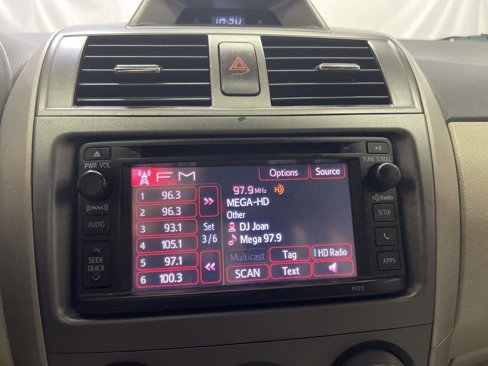 PWR VOL
AUDIO
SEEK
TRACK
FM
Options
Source
1 96.3
2 96.3
3 93.1
4 105.1
5 97.1
6 100.3
Set
3/6
97.9 MHz
MEGA-HD
Other
DJ Joan
Mega 97.9
Multicast
Tag
HD Radio
SCAN
Text
TUNE SCROLL
HD Radio
SETUP
APPS